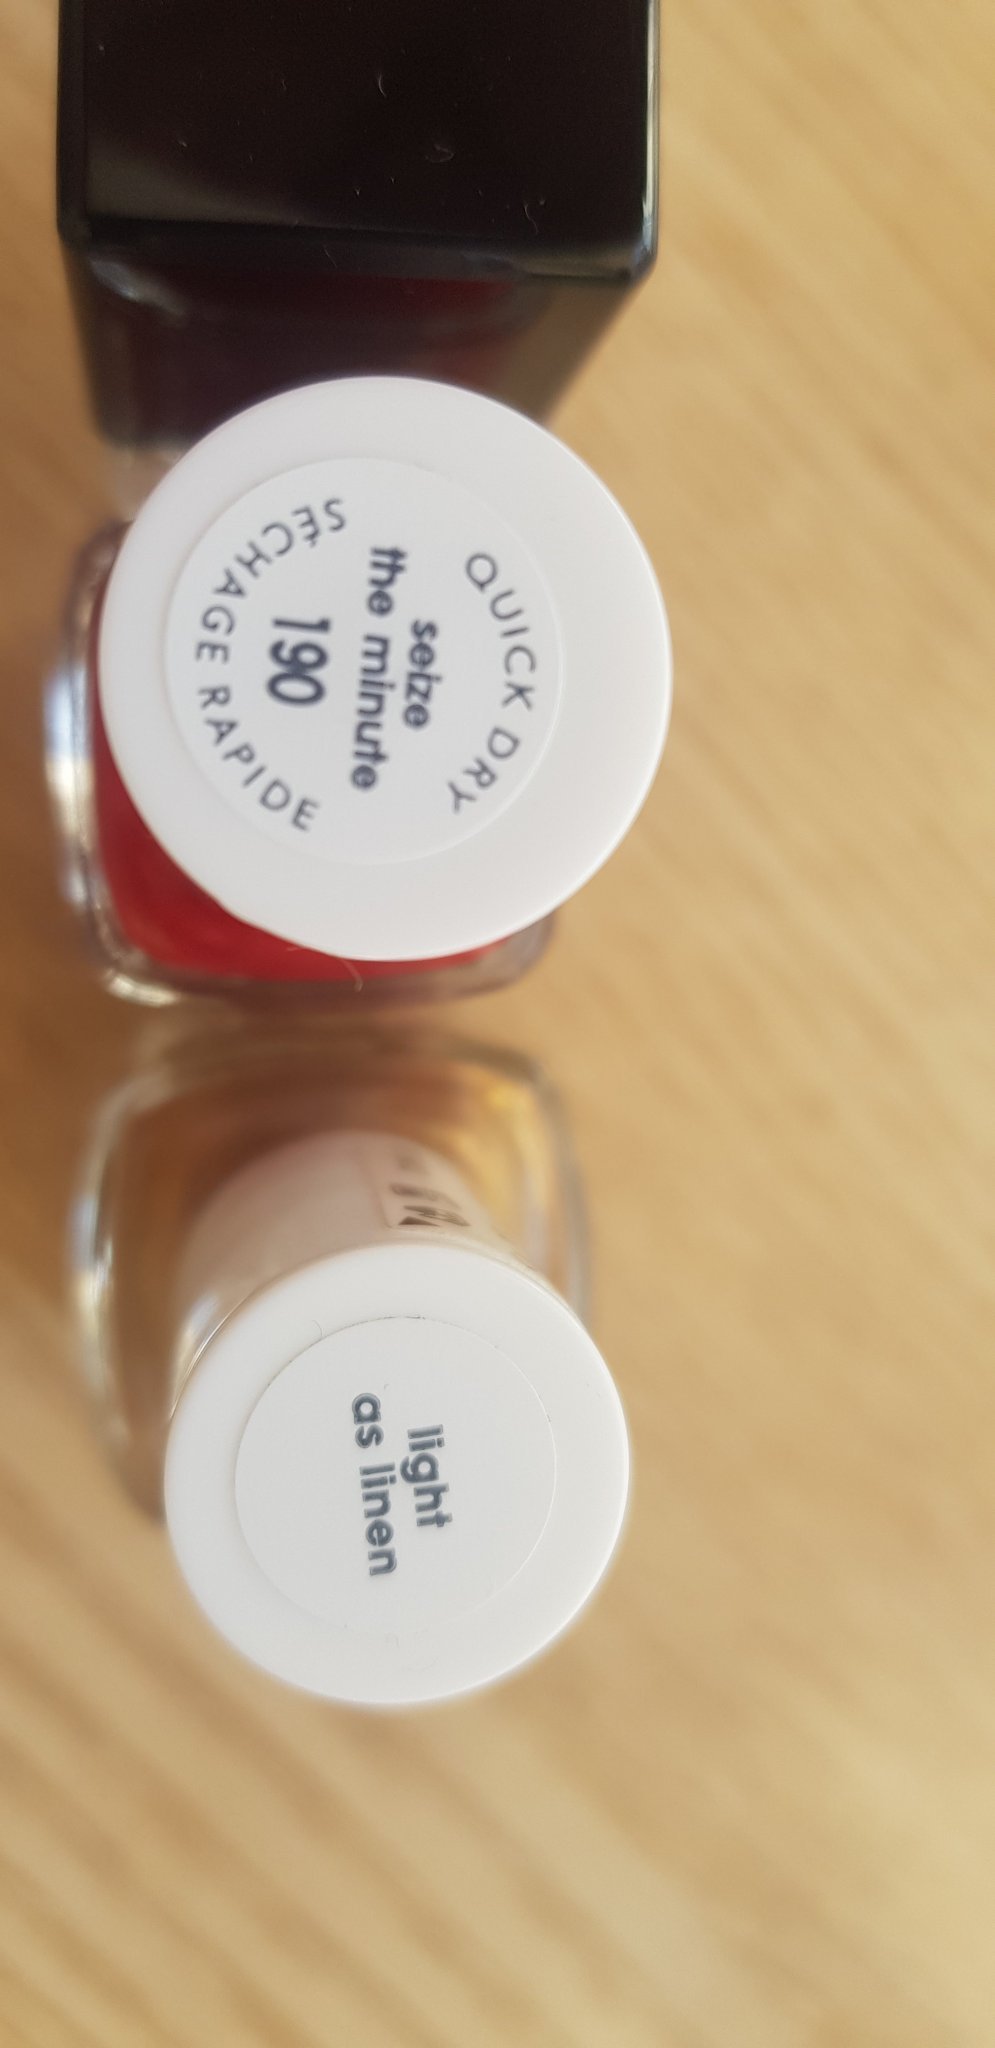 QUICK DRY
seize
the minute
190
SÉCHAGE RAPIDE
light
as linen